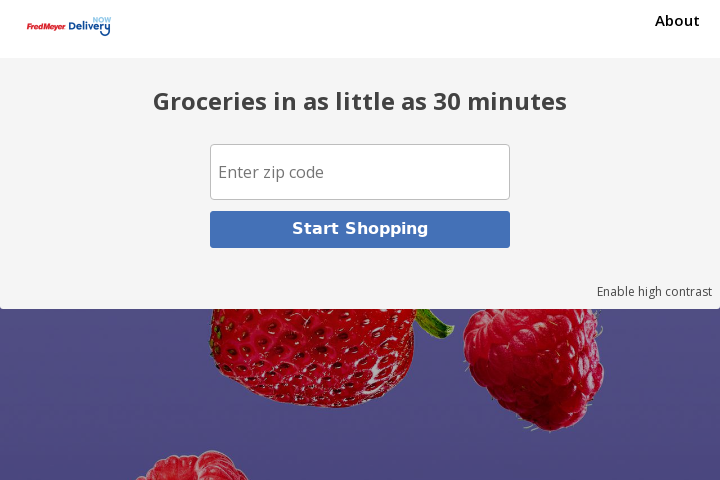 FredMeyer Delivery NOW
About
Groceries in as little as 30 minutes
Enter zip code
Start Shopping
Enable high contrast